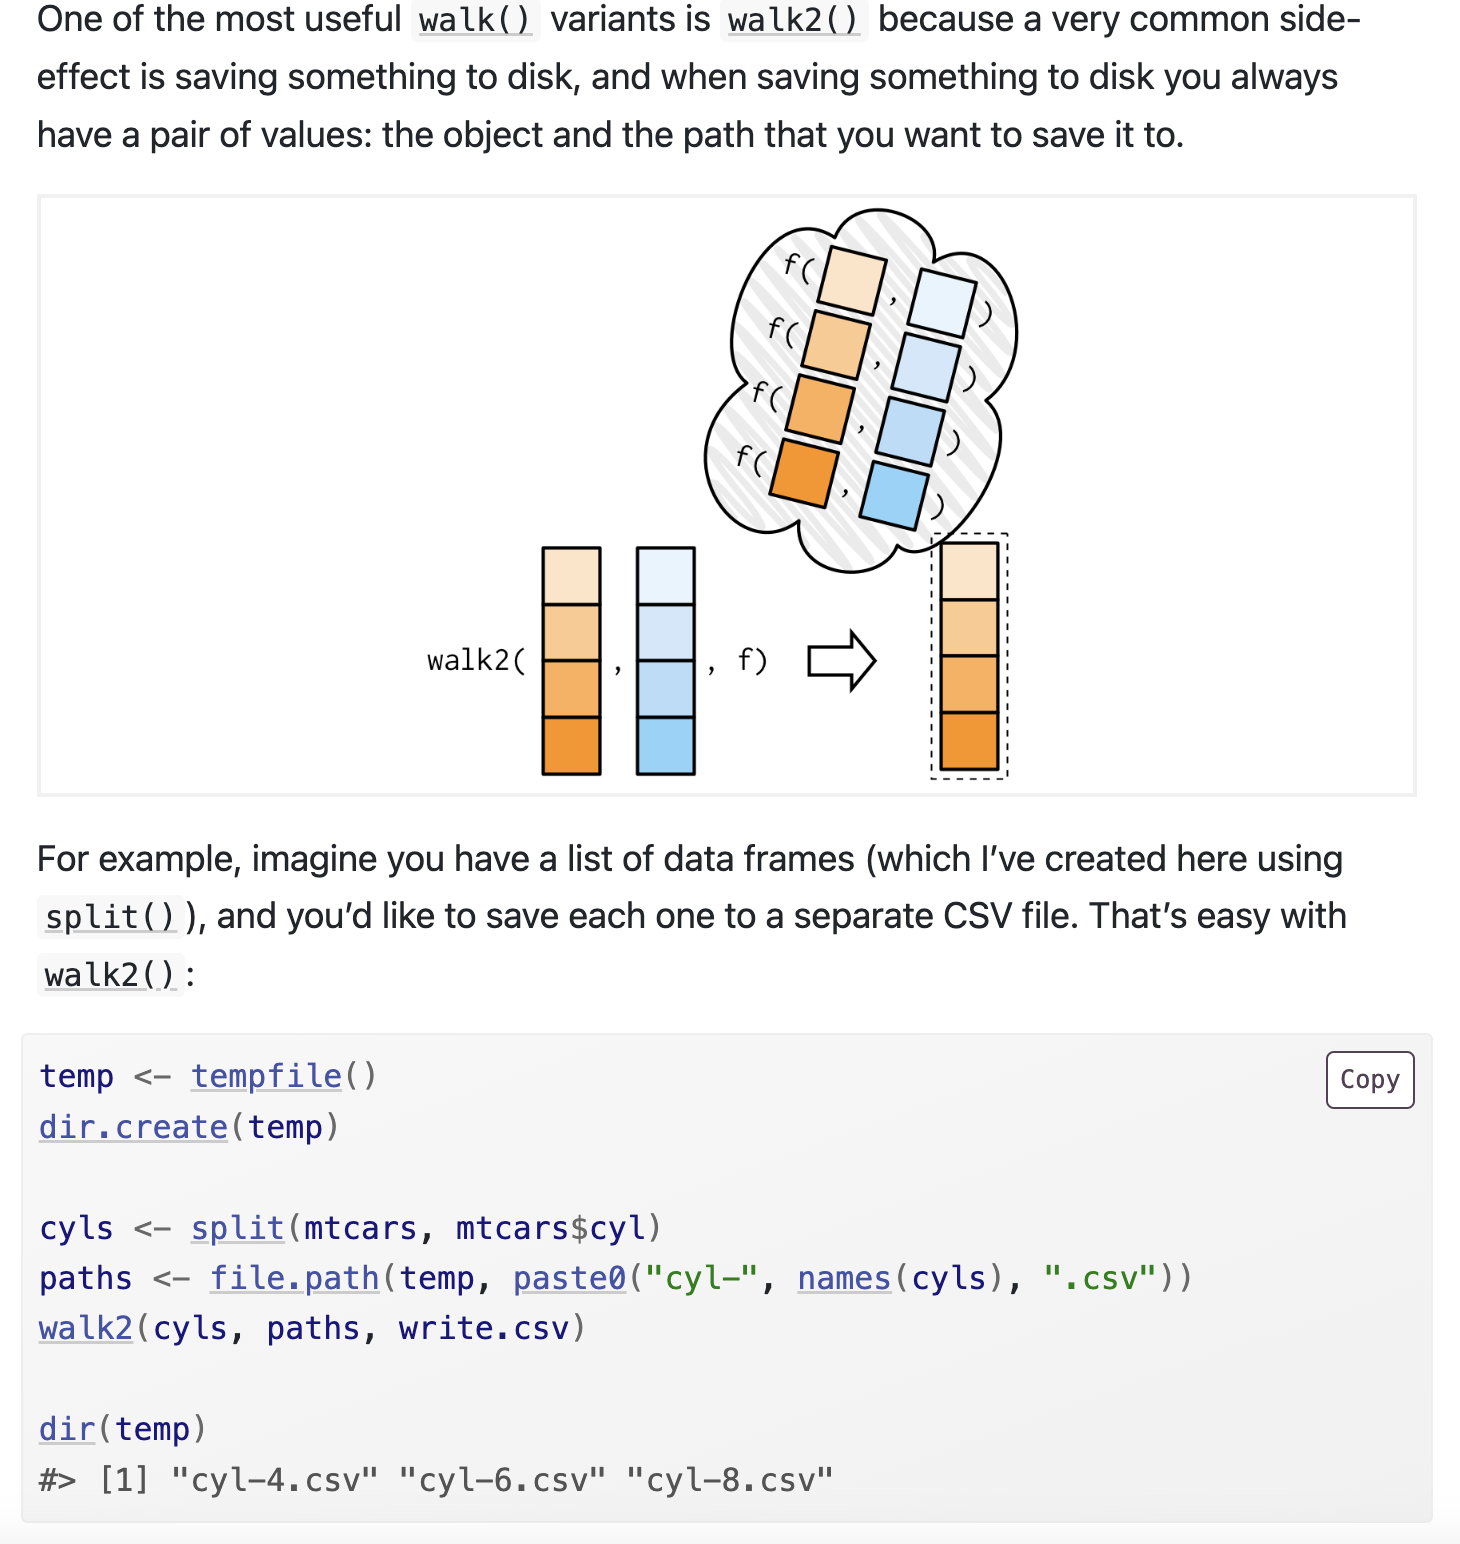 One of the most useful walk() variants is walk2() because a very common side-
effect is saving something to disk, and when saving something to disk you always
have a pair of values: the object and the path that you want to save it to.
f( , )
f( , )
f( , )
f( , )
walk2( , , f)
For example, imagine you have a list of data frames (which I’ve created here using
split()), and you’d like to save each one to a separate CSV file. That’s easy with
walk2():
Copy
temp <- tempfile()
dir.create(temp)
cyls <- split(mtcars, mtcars$cyl)
paths <- file.path(temp, paste0("cyl-", names(cyls), ".csv"))
walk2(cyls, paths, write.csv)
dir(temp)
#> [1] "cyl-4.csv" "cyl-6.csv" "cyl-8.csv"